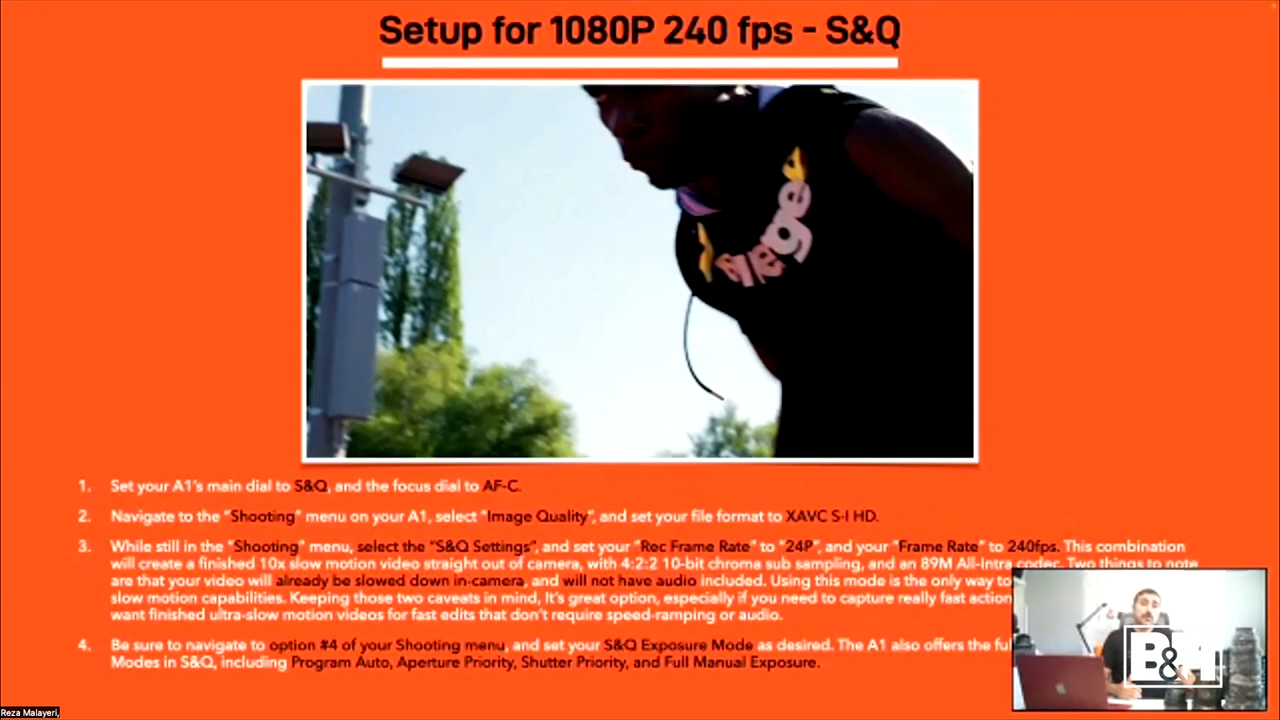 Setup for 1080P 240 fps - S&Q
1. Set your A1's main dial to S&Q, and the focus dial to AF-C.
2. Navigate to the "Shooting" menu on your A1, select "Image Quality", and set your file format to XAVC S-I HD.
3. While still in the "Shooting" menu, select the "S&Q Settings", and set your "Rec Frame Rate" to "24P", and your "Frame Rate" to 240fps. This combination
will create a finished 10x slow motion video straight out of camera, with 4:2:2 10-bit chroma sub sampling, and an 89M All-Intra codec. Two things to note
are that your video will already be slowed down in-camera, and will not have audio included. Using this mode is the only way to
slow motion capabilities. Keeping those two caveats in mind, It's great option, especially if you need to capture really fast action
want finished ultra-slow motion videos for fast edits that don't require speed-ramping or audio.
4. Be sure to navigate to option #4 of your Shooting menu, and set your S&Q Exposure Mode as desired. The A1 also offers the
Modes in S&Q, including Program Auto, Aperture Priority, Shutter Priority, and Full Manual Exposure.
B&H
Reza Malayeri,